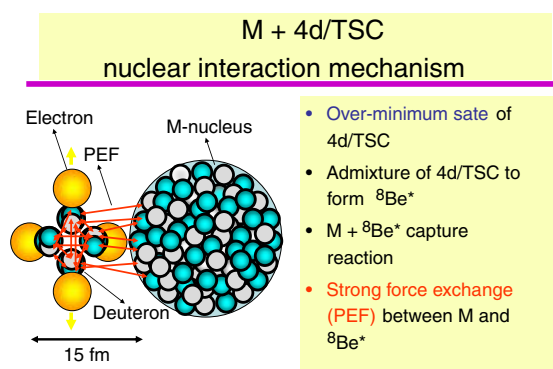 M + 4d/TSC
nuclear interaction mechanism
Electron
PEF
M-nucleus
Deuteron
15 fm
• Over-minimum sate of
4d/TSC
• Admixture of 4d/TSC to
form ⁸Be*
• M + ⁸Be* capture
reaction
• Strong force exchange
(PEF) between M and
⁸Be*